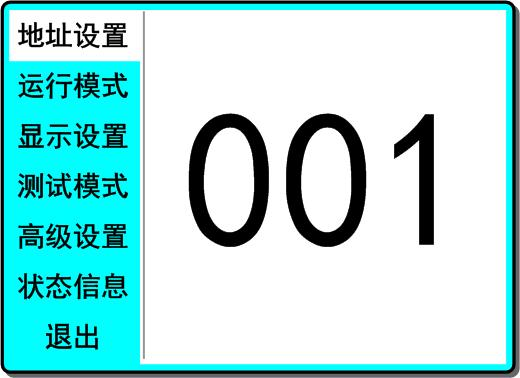 地址设置
运行模式
显示设置
测试模式
高级设置
状态信息
退出
001